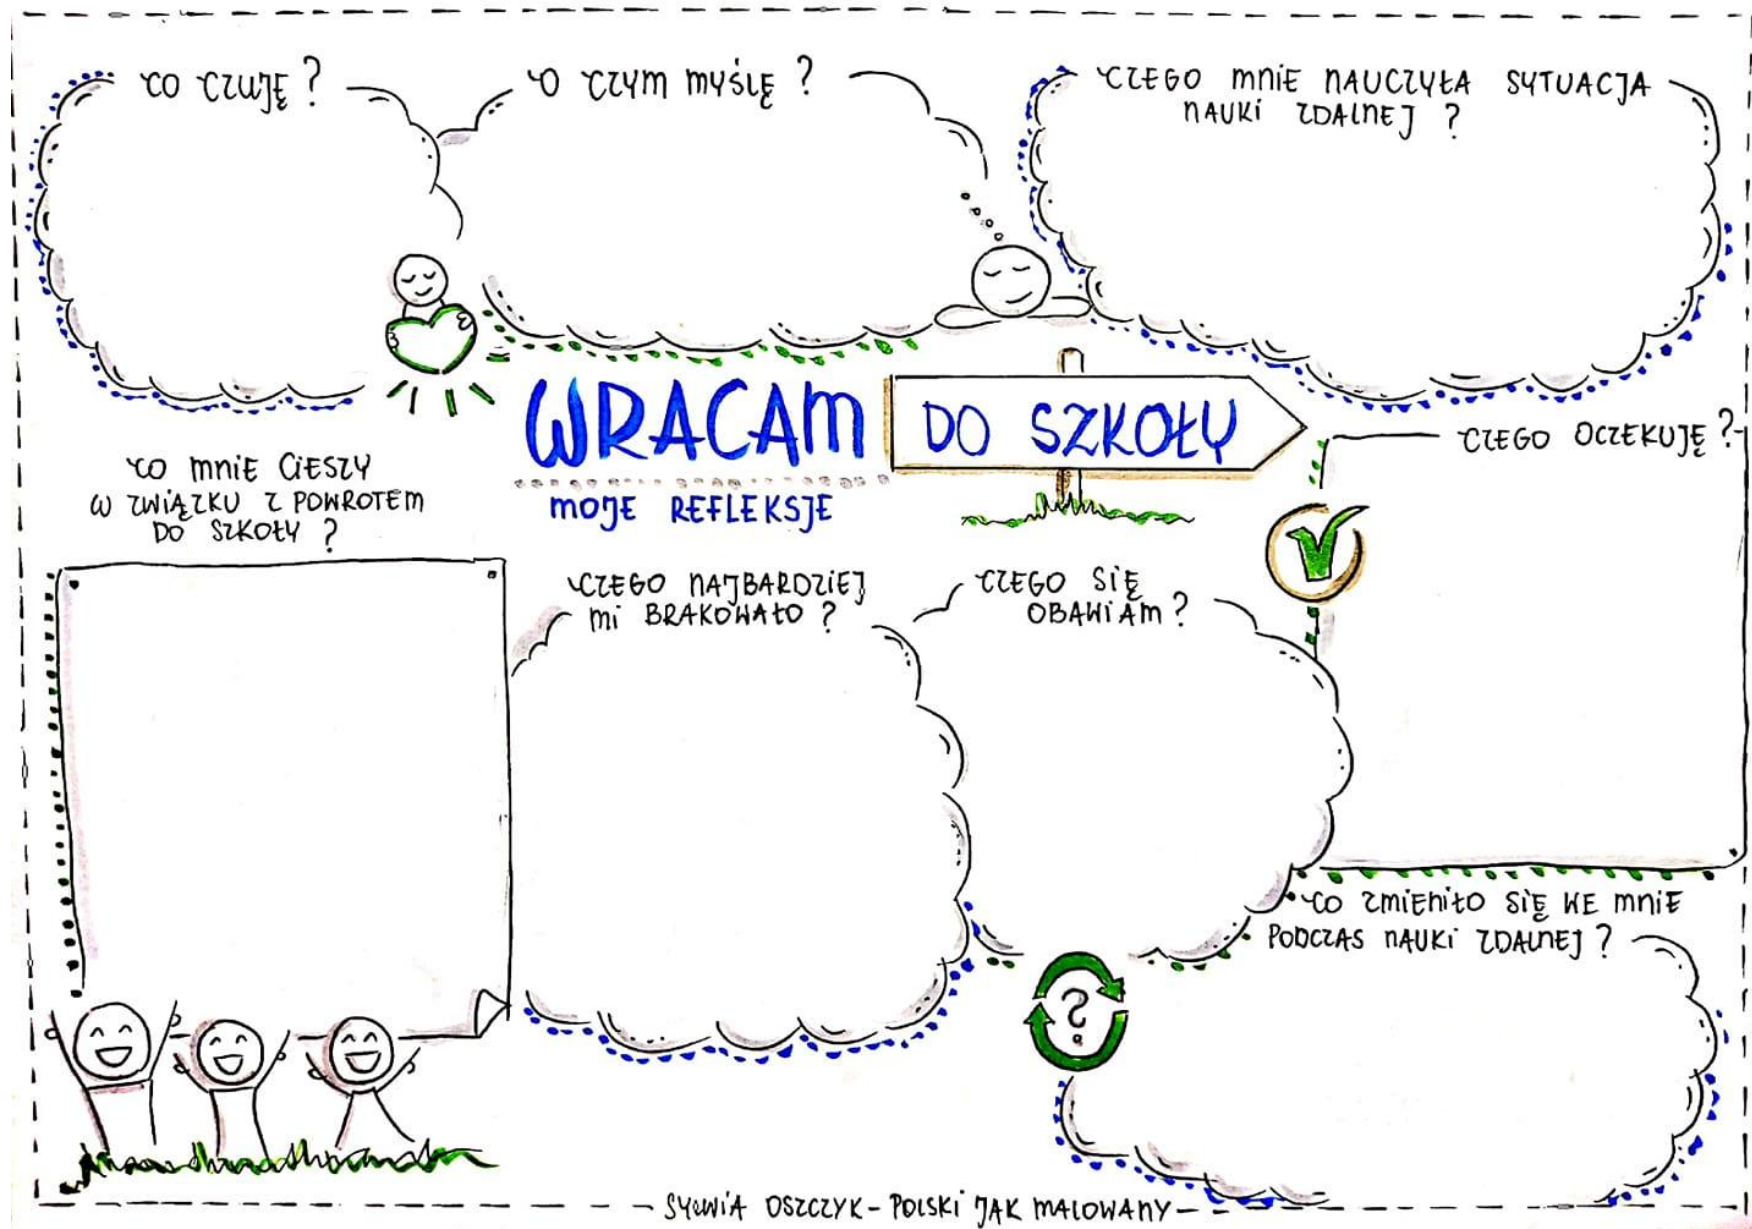 CO CZUJĘ?
O CZYM MYŚLĘ?
CZEGO MNIE NAUCZYŁA SYTUACJA
NAUKI ZDALNEJ?
WRACAM
DO SZKOŁY
MOJE REFLEKSJE
CZEGO OCZEKUJĘ?
CO MNIE CIESZY
W ZWIĄZKU Z POWROTEM
DO SZKOŁY?
CZEGO NAJBARDZIEJ
MI BRAKOWAŁO?
CZEGO SIĘ
OBAWIAM?
CO ZMIENIŁO SIĘ WE MNIE
PODCZAS NAUKI ZDALNEJ?
?
SYLWIA OSZCZYK - POLSKI JAK MALOWANY